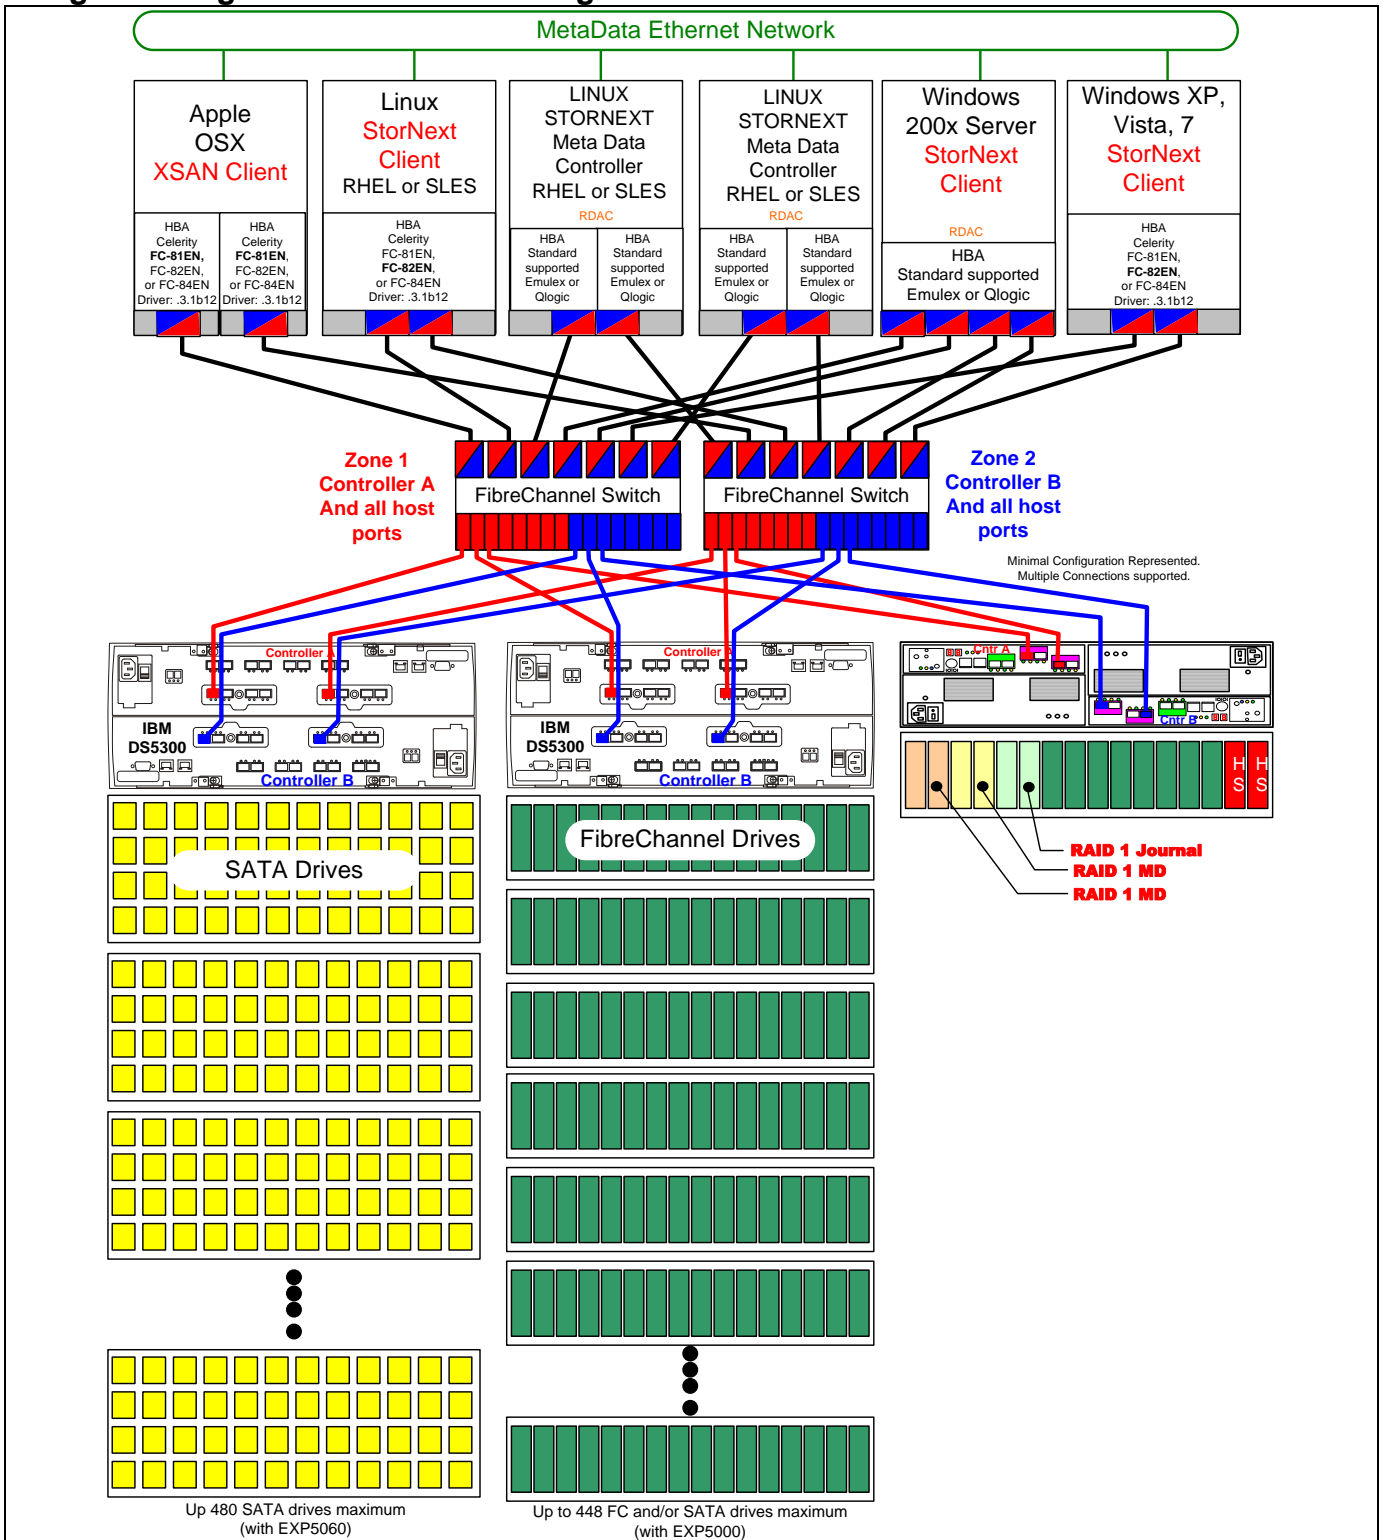 MetaData Ethernet Network
Apple
OSX
XSAN Client
HBA
Celerity
FC-81EN,
FC-82EN,
or FC-84EN
Driver: .3.1b12
HBA
Celerity
FC-81EN,
FC-82EN,
or FC-84EN
Driver: .3.1b12
Linux
StorNext
Client
RHEL or SLES
HBA
Celerity
FC-81EN,
FC-82EN,
or FC-84EN
Driver: .3.1b12
LINUX
STORNEXT
Meta Data
Controller
RHEL or SLES
RDAC
HBA
Standard
supported
Emulex or
Qlogic
HBA
Standard
supported
Emulex or
Qlogic
LINUX
STORNEXT
Meta Data
Controller
RHEL or SLES
RDAC
HBA
Standard
supported
Emulex or
Qlogic
HBA
Standard
supported
Emulex or
Qlogic
Windows
200x Server
StorNext
Client
RDAC
HBA
Standard supported
Emulex or Qlogic
Windows XP,
Vista, 7
StorNext
Client
HBA
Celerity
FC-81EN,
FC-82EN,
or FC-84EN
Driver: .3.1b12
Zone 1
Controller A
And all host
ports
FibreChannel Switch
FibreChannel Switch
Zone 2
Controller B
And all host
ports
Minimal Configuration Represented.
Multiple Connections supported.
Controller A
IBM
DS5300
Controller B
Controller A
IBM
DS5300
Controller B
Cntr A
Cntr B
H
S
H
S
SATA Drives
FibreChannel Drives
RAID 1 Journal
RAID 1 MD
RAID 1 MD
Up 480 SATA drives maximum
(with EXP5060)
Up to 448 FC and/or SATA drives maximum
(with EXP5000)